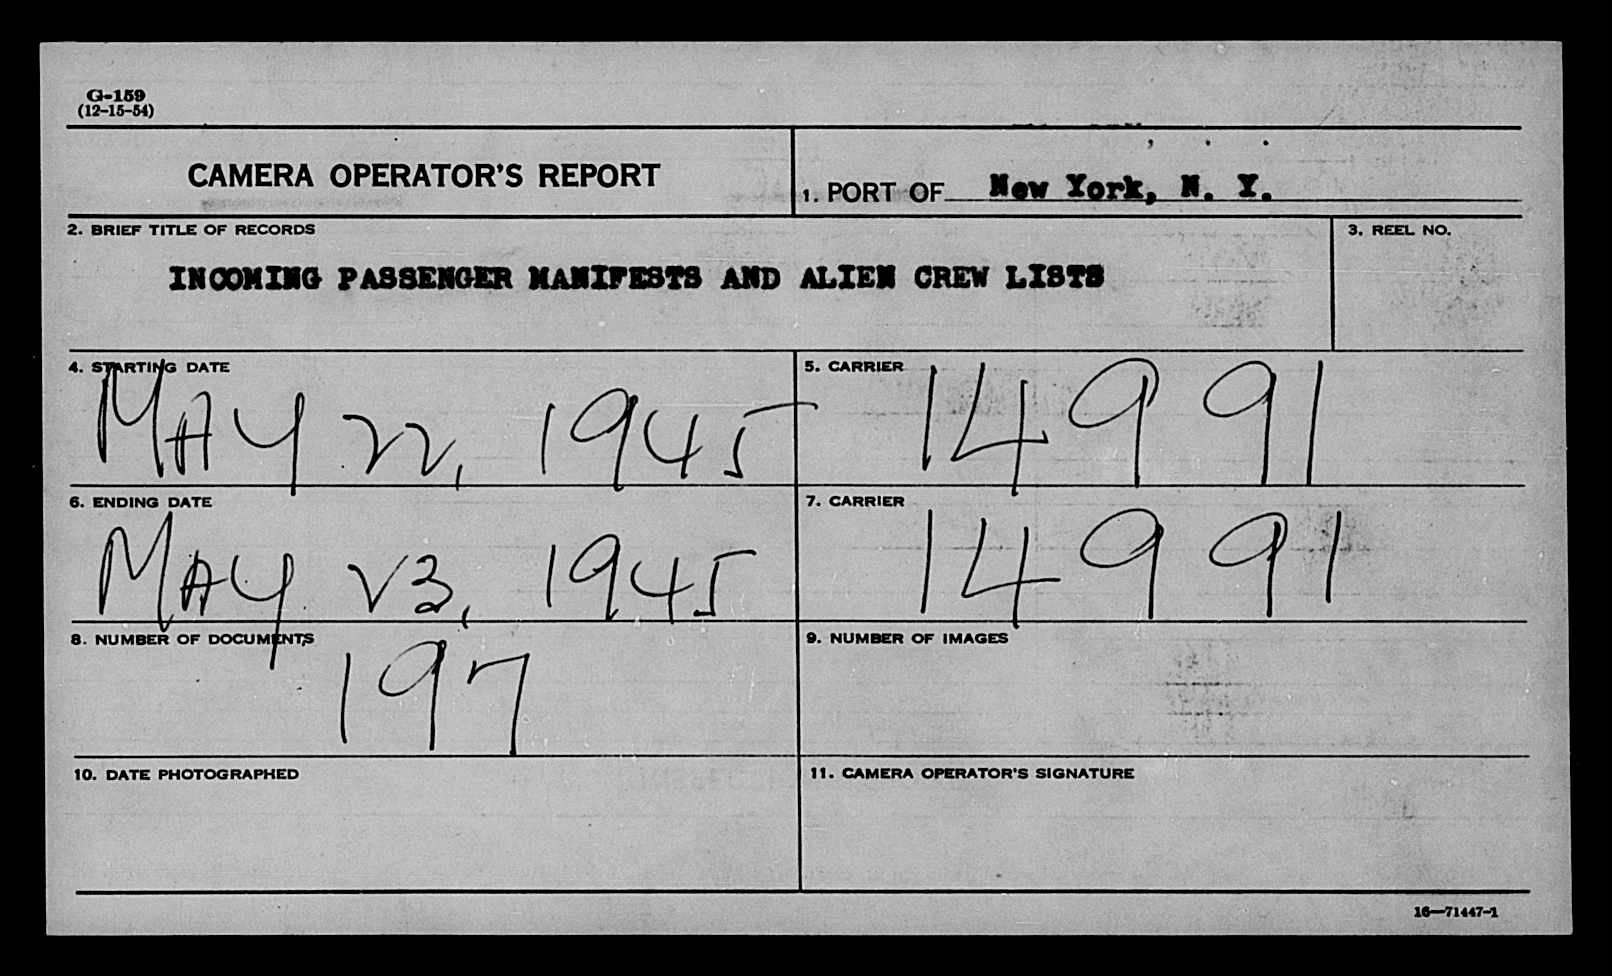 G-159
(12-15-54)
CAMERA OPERATOR'S REPORT
1. PORT OF New York, N. Y.
2. BRIEF TITLE OF RECORDS
3. REEL NO.
INCOMING PASSENGER MANIFESTS AND ALIEN CREW LISTS
4. STARTING DATE
5. CARRIER
MAY 22, 1945
14991
6. ENDING DATE
7. CARRIER
MAY 23, 1945
14991
8. NUMBER OF DOCUMENTS
9. NUMBER OF IMAGES
197
10. DATE PHOTOGRAPHED
11. CAMERA OPERATOR'S SIGNATURE
16—71447-1